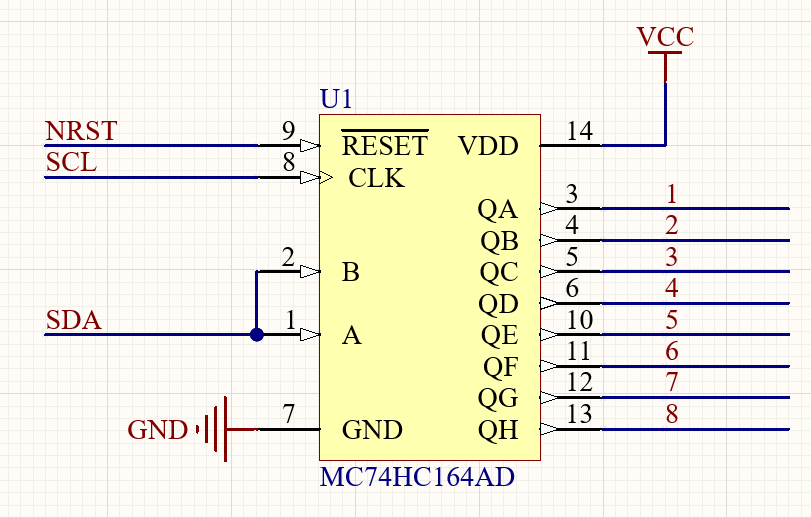 VCC
U1
NRST 9 RESET VDD 14
SCL 8 CLK
QA 3 1
QB 4 2
2 B QC 5 3
QD 6 4
SDA 1 A QE 10 5
QF 11 6
QG 12 7
GND 7 GND QH 13 8
MC74HC164AD